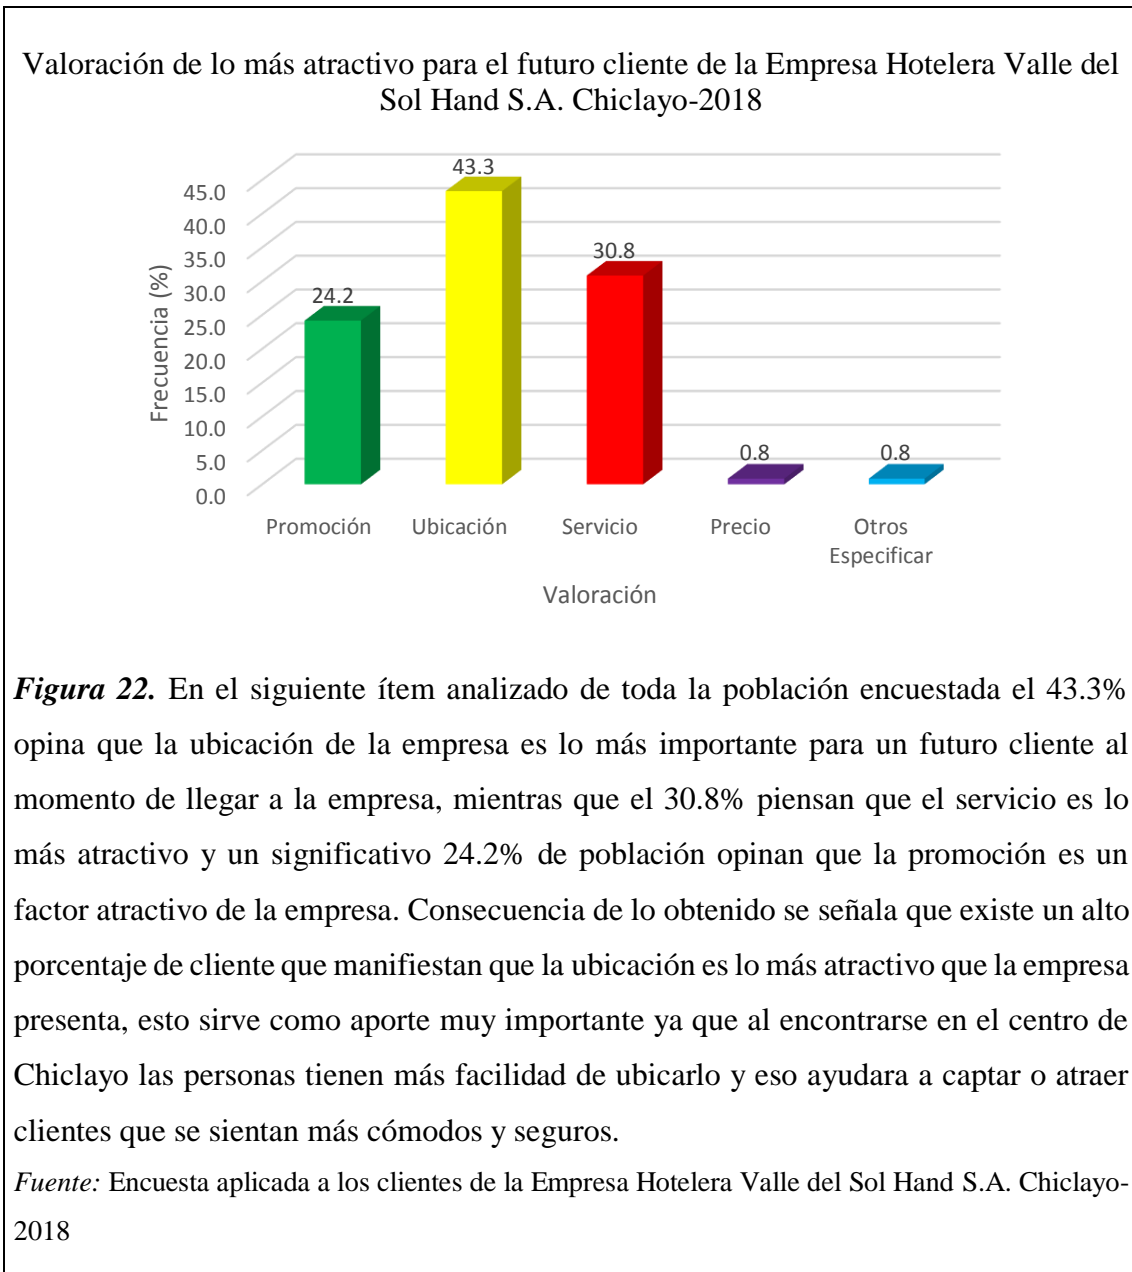 Valoración de lo más atractivo para el futuro cliente de la Empresa Hotelera Valle del
Sol Hand S.A. Chiclayo-2018
43.3
45.0
40.0
35.0
30.8
30.0
24.2
25.0
20.0
15.0
10.0
0.8
0.8
5.0
0.0
Frecuencia (%)
Promoción
Ubicación
Servicio
Precio
Otros
Especificar
Valoración
Figura 22. En el siguiente ítem analizado de toda la población encuestada el 43.3%
opina que la ubicación de la empresa es lo más importante para un futuro cliente al
momento de llegar a la empresa, mientras que el 30.8% piensan que el servicio es lo
más atractivo y un significativo 24.2% de población opinan que la promoción es un
factor atractivo de la empresa. Consecuencia de lo obtenido se señala que existe un alto
porcentaje de cliente que manifiestan que la ubicación es lo más atractivo que la empresa
presenta, esto sirve como aporte muy importante ya que al encontrarse en el centro de
Chiclayo las personas tienen más facilidad de ubicarlo y eso ayudara a captar o atraer
clientes que se sientan más cómodos y seguros.
Fuente: Encuesta aplicada a los clientes de la Empresa Hotelera Valle del Sol Hand S.A. Chiclayo-
2018